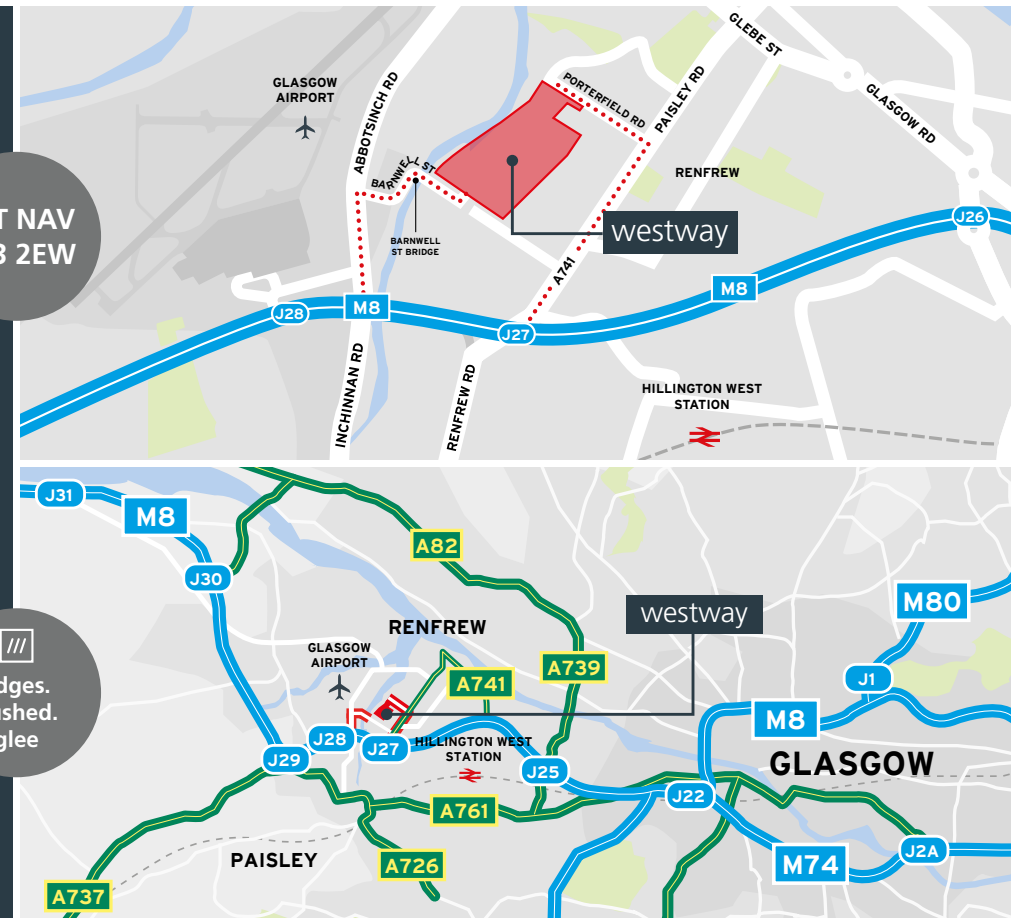 GLEBE ST
GLASGOW
AIRPORT
ABBOTSINCH RD
PORTERFIELD RD
PAISLEY RD
GLASGOW RD
BARNWELL ST
RENFREW
T NAV
2EW
BARNWELL
ST BRIDGE
westway
J26
A741
M8
J28
M8
J27
INCHINNAN RD
RENFREW RD
HILLINGTON WEST
STATION
J31
M8
A82
J30
M80
westway
RENFREW
GLASGOW
AIRPORT
A739
A741
J1
dges.
shed.
glee
M8
J28
J27
HILLINGTON WEST
STATION
J29
J25
GLASGOW
J22
A761
PAISLEY
A726
M74
J2A
A737